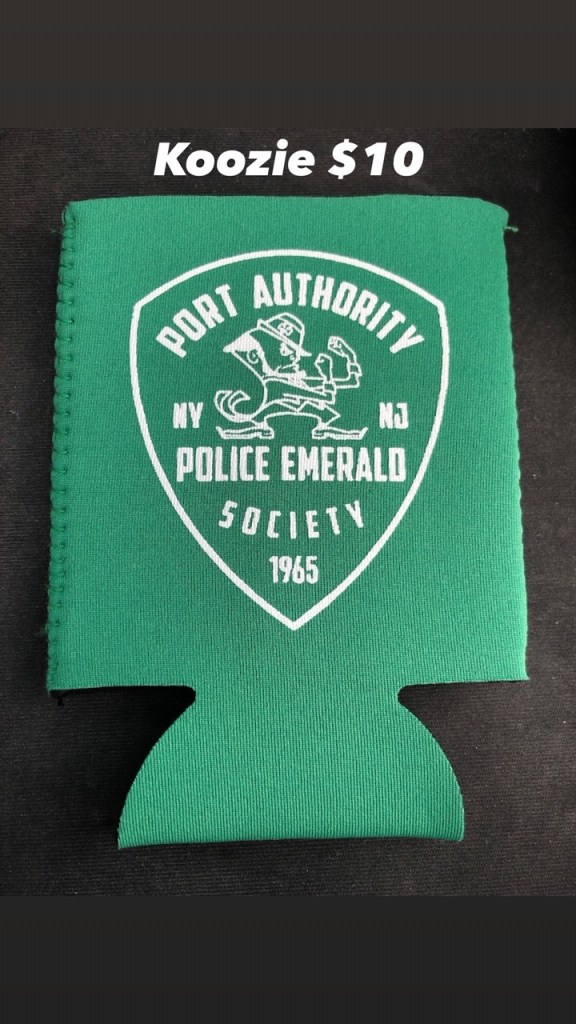 Koozie $10
PORT AUTHORITY
NY NJ
POLICE EMERALD
SOCIETY
1965